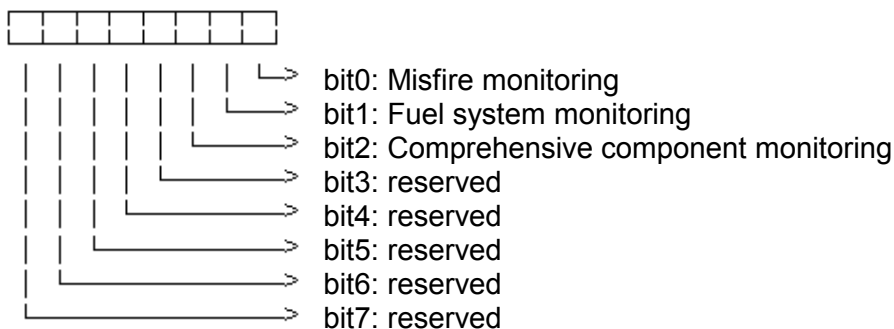 bit0: Misfire monitoring
bit1: Fuel system monitoring
bit2: Comprehensive component monitoring
bit3: reserved
bit4: reserved
bit5: reserved
bit6: reserved
bit7: reserved